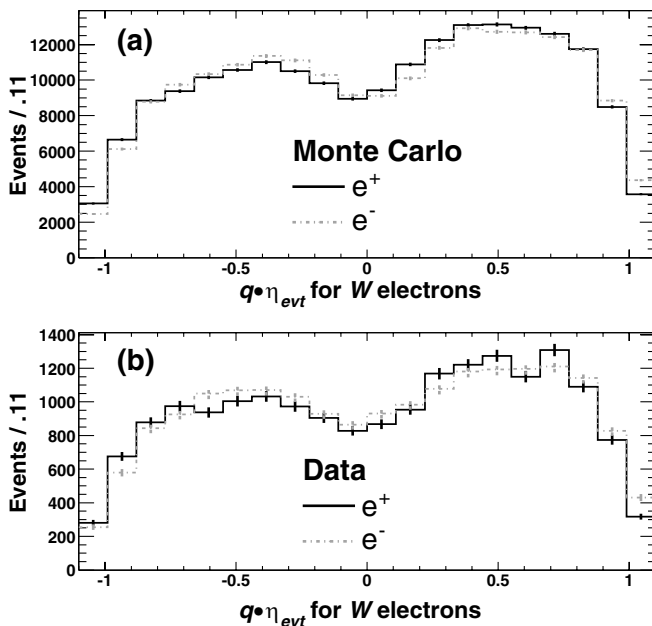 (a)
12000
10000
8000
6000
4000
2000
0
Events / .11
Monte Carlo
e+
e-
-1 -0.5 0 0.5 1
q•ηevt for W electrons
(b)
1400
1200
1000
800
600
400
200
0
Events / .11
Data
e+
e-
-1 -0.5 0 0.5 1
q•ηevt for W electrons